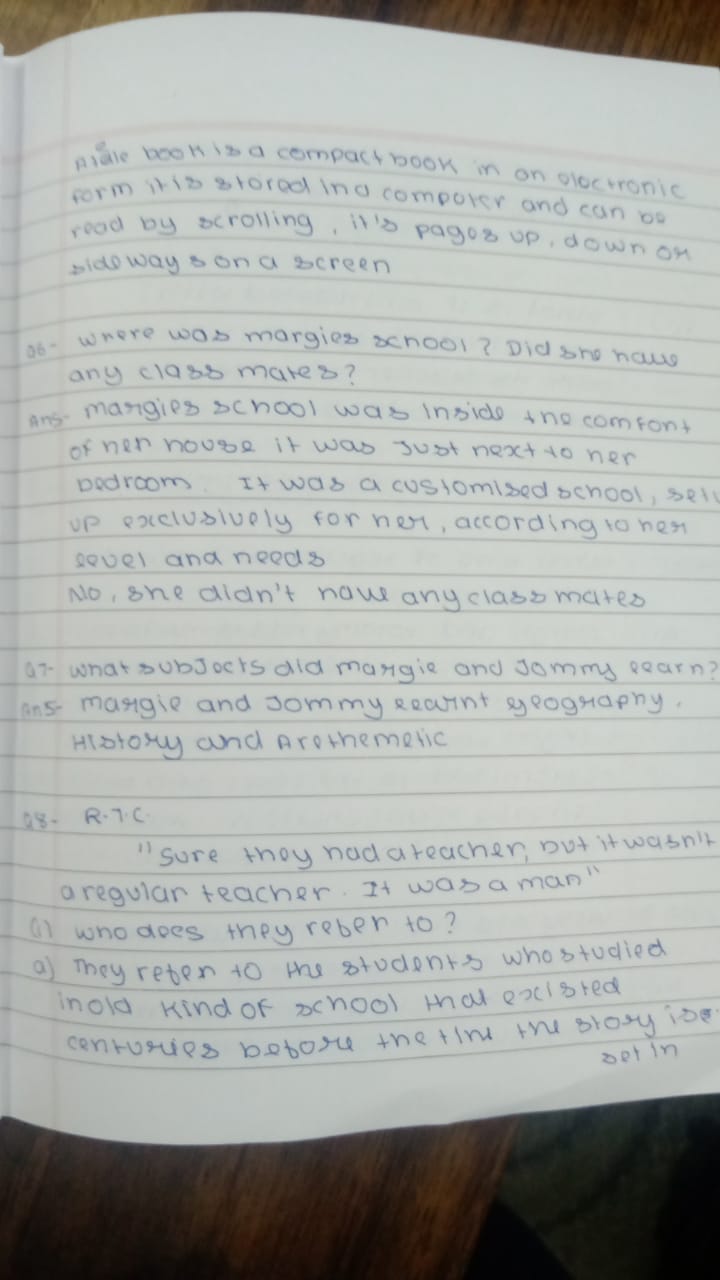 book is a compact book in an electronic
form it is stored in a computer and can be
read by scrolling, it's pages up, down or
sideways on a screen
Q6- where was margies school? Did she have
any class mates?
Ans- margies school was inside the comfort
of her house it was Just next to her
bedroom. It was a customised school, set
up exclusively for her, according to her
level and needs
No, she didn't have any class mates
Q7- what subJects did margie and Jommy learn?
Ans- margie and Jommy learnt geography,
History and Arethemetic
Q8- R.T.C.
"Sure they had a teacher, but it wasn't
a regular teacher. It was a man"
who does they refer to?
a) They refer to the students who studied
in old kind of school that excisted
centuries before the time the story is
set in